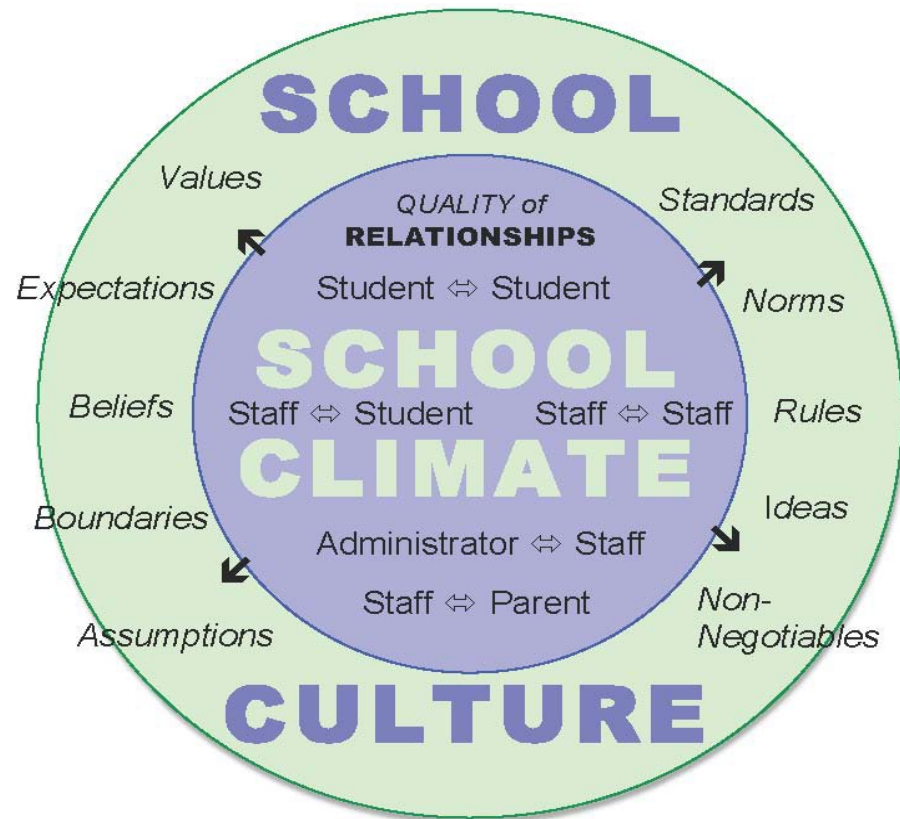 SCHOOL
Values
Standards
QUALITY of
RELATIONSHIPS
Expectations
Student ⇔ Student
Norms
SCHOOL
Beliefs
Staff ⇔ Student
Staff ⇔ Staff
Rules
CLIMATE
Boundaries
Ideas
Administrator ⇔ Staff
Staff ⇔ Parent
Non-
Negotiables
Assumptions
CULTURE